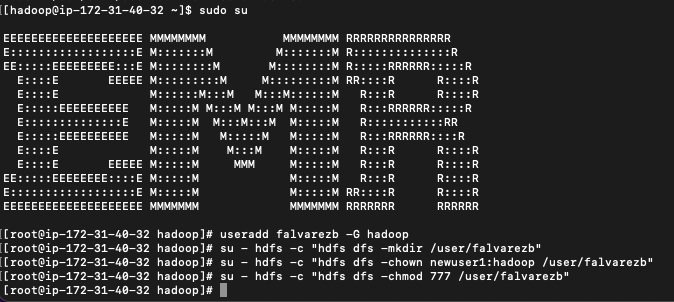 [[hadoop@ip-172-31-40-32 ~]$ sudo su
EEEEEEEEEEEEEEEEEEEE MMMMMMMM           MMMMMMMM RRRRRRRRRRRRRRR
E::::::::::::::::::E M:::::::M         M:::::::M R::::::::::::::R
EE:::::EEEEEEEEE:::E M::::::::M       M::::::::M R:::::RRRRRR:::::R
  E::::E       EEEEE M:::::::::M     M:::::::::M RR::::R      R::::R
  E::::E             M::::::M:::M   M:::M::::::M   R:::R      R::::R
  E:::::EEEEEEEEEE   M:::::M M:::M M:::M M:::::M   R:::RRRRRR:::::R
  E::::::::::::::E   M:::::M  M:::M:::M  M:::::M   R:::::::::::RR
  E:::::EEEEEEEEEE   M:::::M   M:::::M   M:::::M   R:::RRRRRR::::R
  E::::E             M:::::M    M:::M    M:::::M   R:::R      R::::R
  E::::E       EEEEE M:::::M     MMM     M:::::M   R:::R      R::::R
EE:::::EEEEEEEE::::E M:::::M             M:::::M   R:::R      R::::R
E::::::::::::::::::E M:::::M             M:::::M RR::::R      R::::R
EEEEEEEEEEEEEEEEEEEE MMMMMMM             MMMMMMM RRRRRRR      RRRRRR
[[root@ip-172-31-40-32 hadoop]# useradd falvarezb -G hadoop
[[root@ip-172-31-40-32 hadoop]# su - hdfs -c "hdfs dfs -mkdir /user/falvarezb"
[[root@ip-172-31-40-32 hadoop]# su - hdfs -c "hdfs dfs -chown newuser1:hadoop /user/falvarezb"
[[root@ip-172-31-40-32 hadoop]# su - hdfs -c "hdfs dfs -chmod 777 /user/falvarezb"
[root@ip-172-31-40-32 hadoop]#